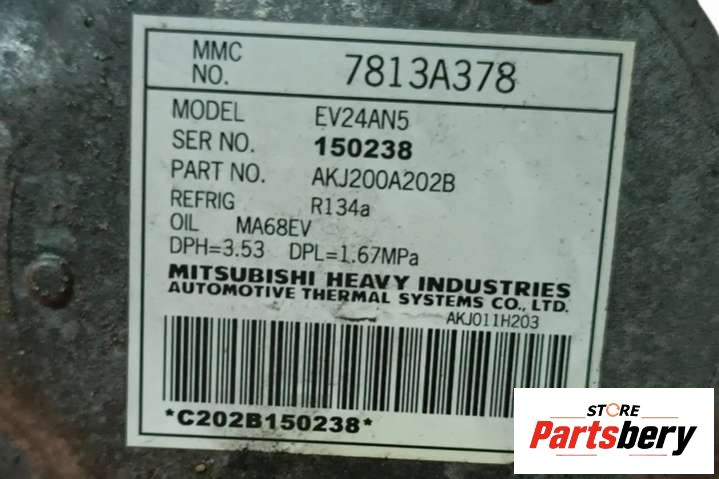 MMC NO. 7813A378
MODEL EV24AN5
SER NO. 150238
PART NO. AKJ200A202B
REFRIG R134a
OIL MA68EV
DPH=3.53 DPL=1.67MPa
MITSUBISHI HEAVY INDUSTRIES
AUTOMOTIVE THERMAL SYSTEMS CO., LTD.
AKJ011H203
*C202B150238*
STORE
Partsbery